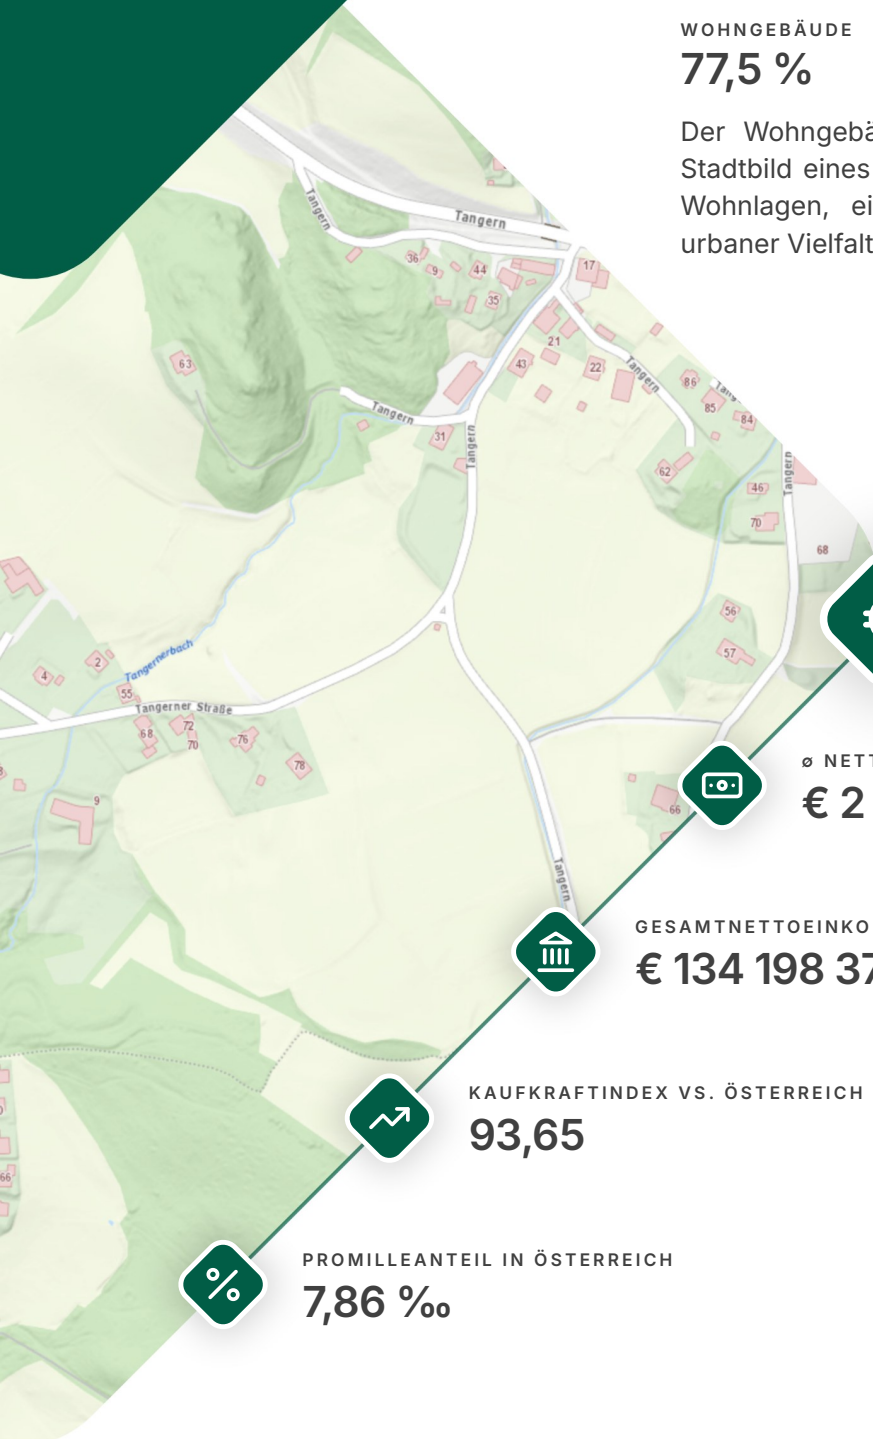 WOHNGEBÄUDE
77,5 %
Der Wohngebä
Stadtbild eines
Wohnlagen, ei
urbaner Vielfalt
Tangern
Tangern
36
9
44
17
35
21
63
43
22
Tangern
86
Tang
85
84
Tangern
31
Tangern
62
Tangern
46
70
68
56
57
Tangernerbach
2
4
55
Tangerner Straße
68
72
70
76
78
9
66
Tangern
ø NETT
€ 2
GESAMTNETTOEINKO
€ 134 198 37
KAUFKRAFTINDEX VS. ÖSTERREICH
93,65
66
PROMILLEANTEIL IN ÖSTERREICH
7,86 ‰